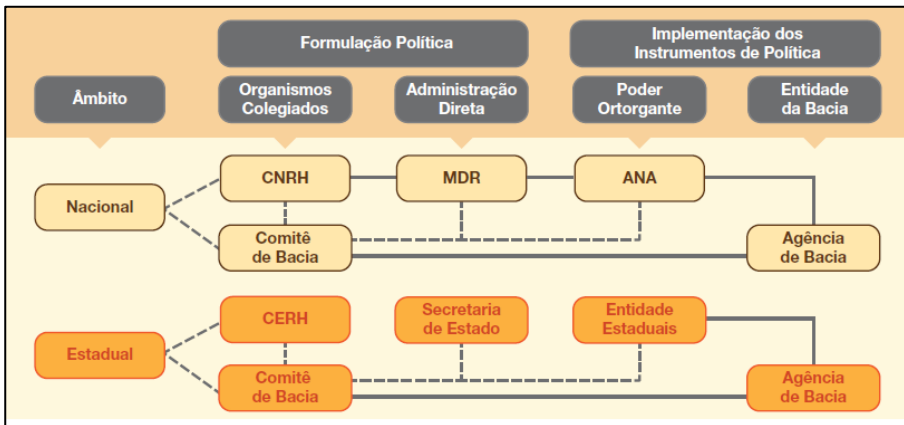 Formulação Política
Implementação dos
Instrumentos de Política
Âmbito
Organismos
Colegiados
Administração
Direta
Poder
Ortorgante
Entidade
da Bacia
Nacional
CNRH
MDR
ANA
Comitê
de Bacia
Agência
de Bacia
Estadual
CERH
Secretaria
de Estado
Entidade
Estaduais
Comitê
de Bacia
Agência
de Bacia